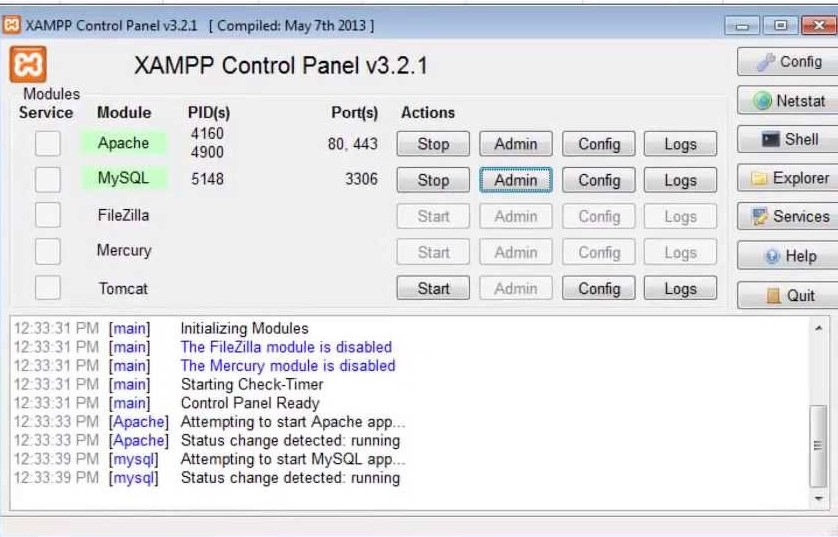 XAMPP Control Panel v3.2.1 [ Compiled: May 7th 2013 ]
XAMPP Control Panel v3.2.1
Config
Modules
Service Module PID(s) Port(s) Actions
Netstat
Apache 4160 4900 80, 443 Stop Admin Config Logs
Shell
MySQL 5148 3306 Stop Admin Config Logs
Explorer
FileZilla Start Admin Config Logs
Services
Mercury Start Admin Config Logs
Help
Tomcat Start Admin Config Logs
Quit
12:33:31 PM [main] Initializing Modules
12:33:31 PM [main] The FileZilla module is disabled
12:33:31 PM [main] The Mercury module is disabled
12:33:31 PM [main] Starting Check-Timer
12:33:31 PM [main] Control Panel Ready
12:33:33 PM [Apache] Attempting to start Apache app...
12:33:33 PM [Apache] Status change detected: running
12:33:39 PM [mysql] Attempting to start MySQL app...
12:33:39 PM [mysql] Status change detected: running